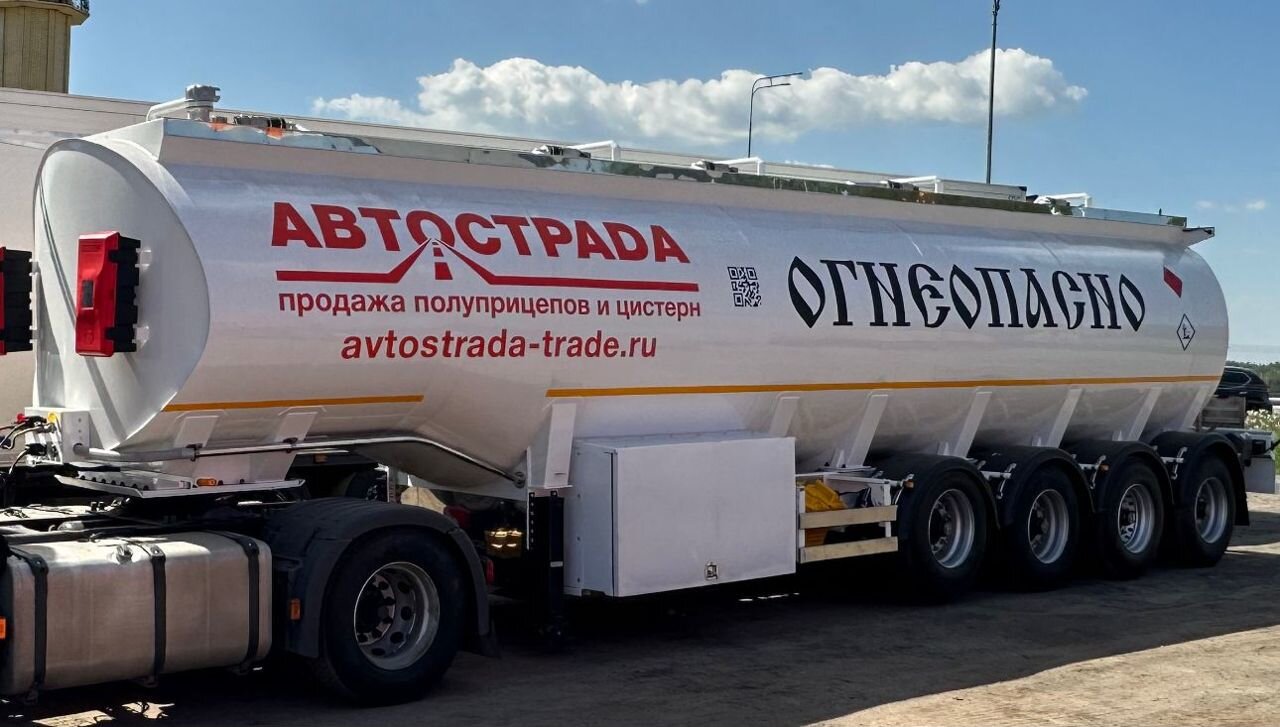 АВТОСТРАДА
продажа полуприцепов и цистерн
avtostrada-trade.ru
ОГНЕОПАСНО
L